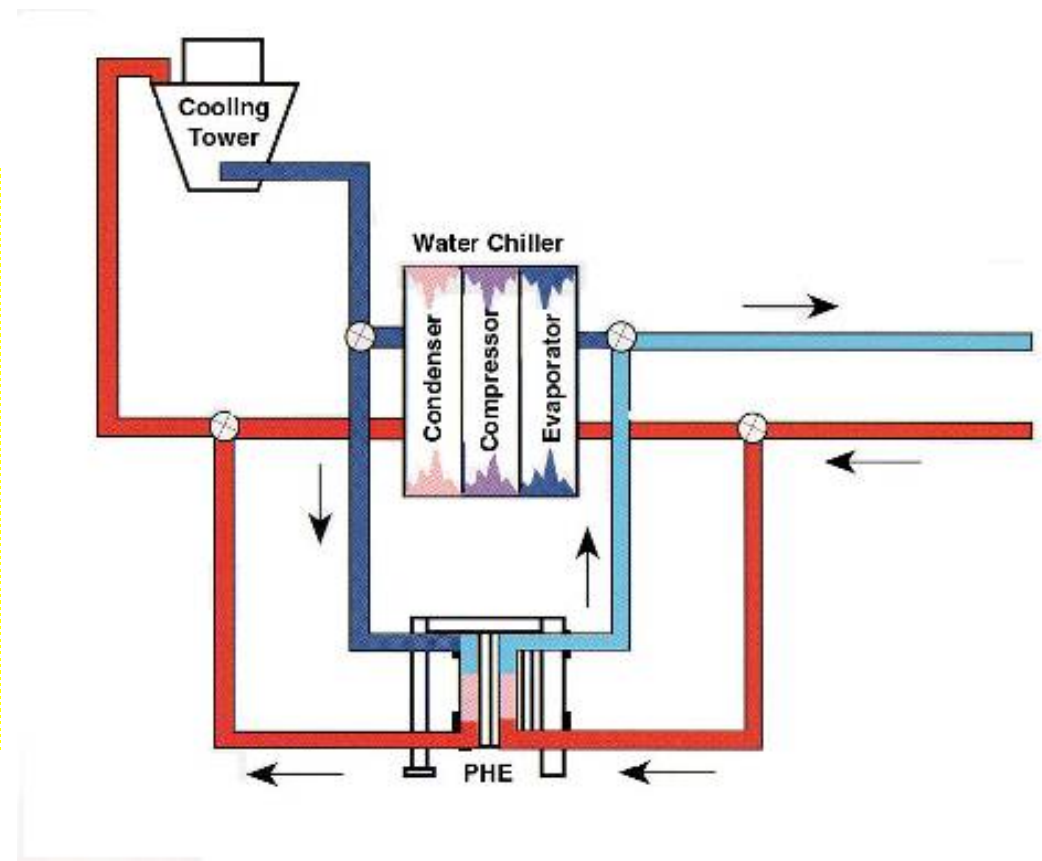 Cooling
Tower
Water Chiller
Condenser
Compressor
Evaporator
PHE